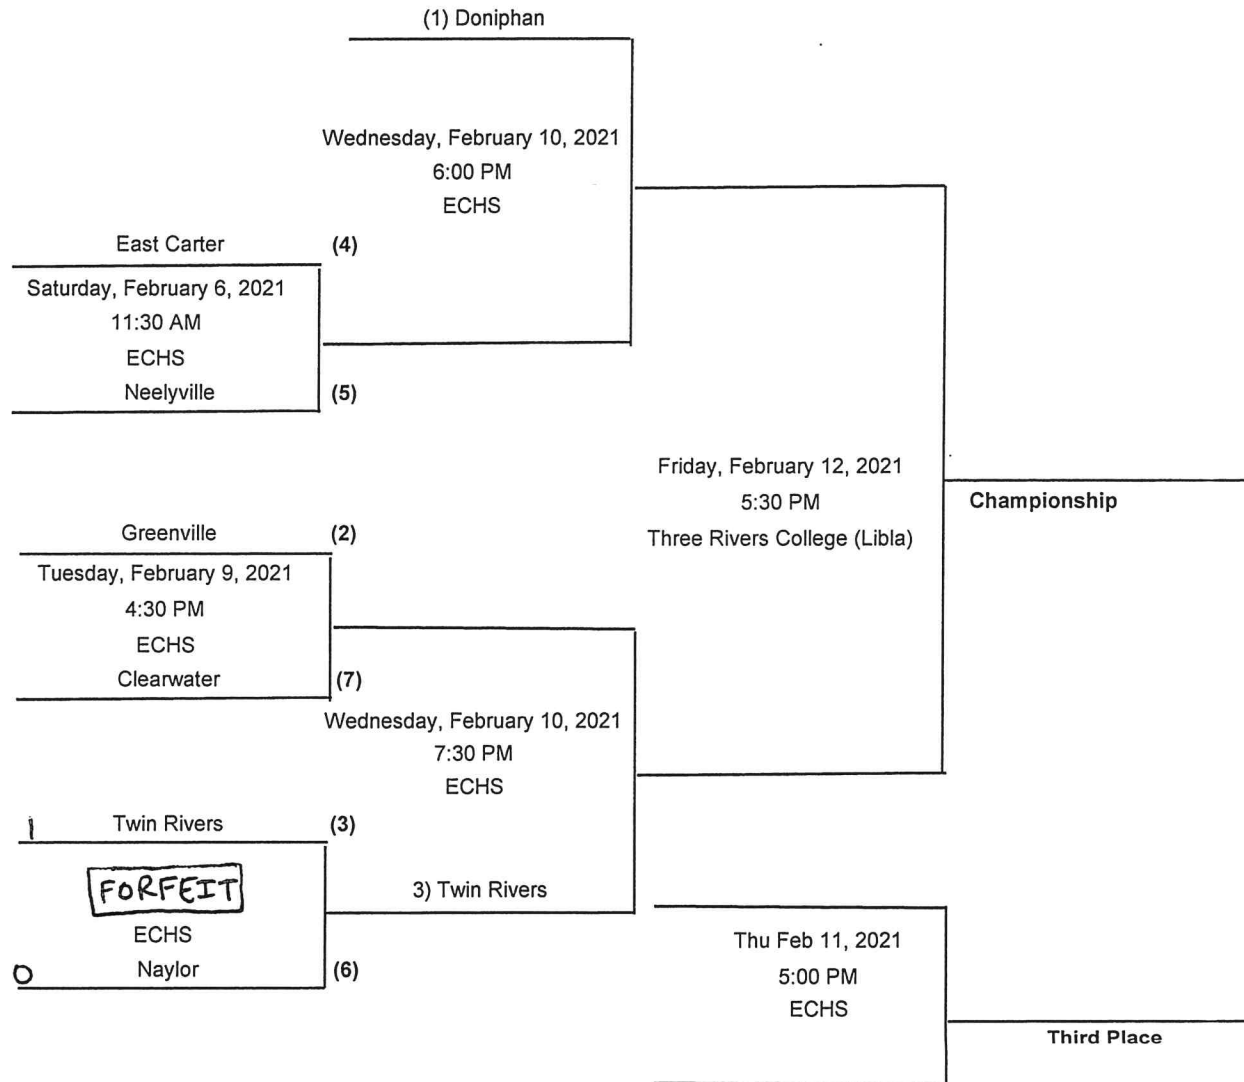 (1) Doniphan
Wednesday, February 10, 2021
6:00 PM
ECHS
East Carter (4)
Saturday, February 6, 2021
11:30 AM
ECHS
Neelyville (5)
Friday, February 12, 2021
5:30 PM
Three Rivers College (Libla)
Championship
Greenville (2)
Tuesday, February 9, 2021
4:30 PM
ECHS
Clearwater (7)
Wednesday, February 10, 2021
7:30 PM
ECHS
1 Twin Rivers (3)
FORFEIT
ECHS
0 Naylor (6)
3) Twin Rivers
Thu Feb 11, 2021
5:00 PM
ECHS
Third Place